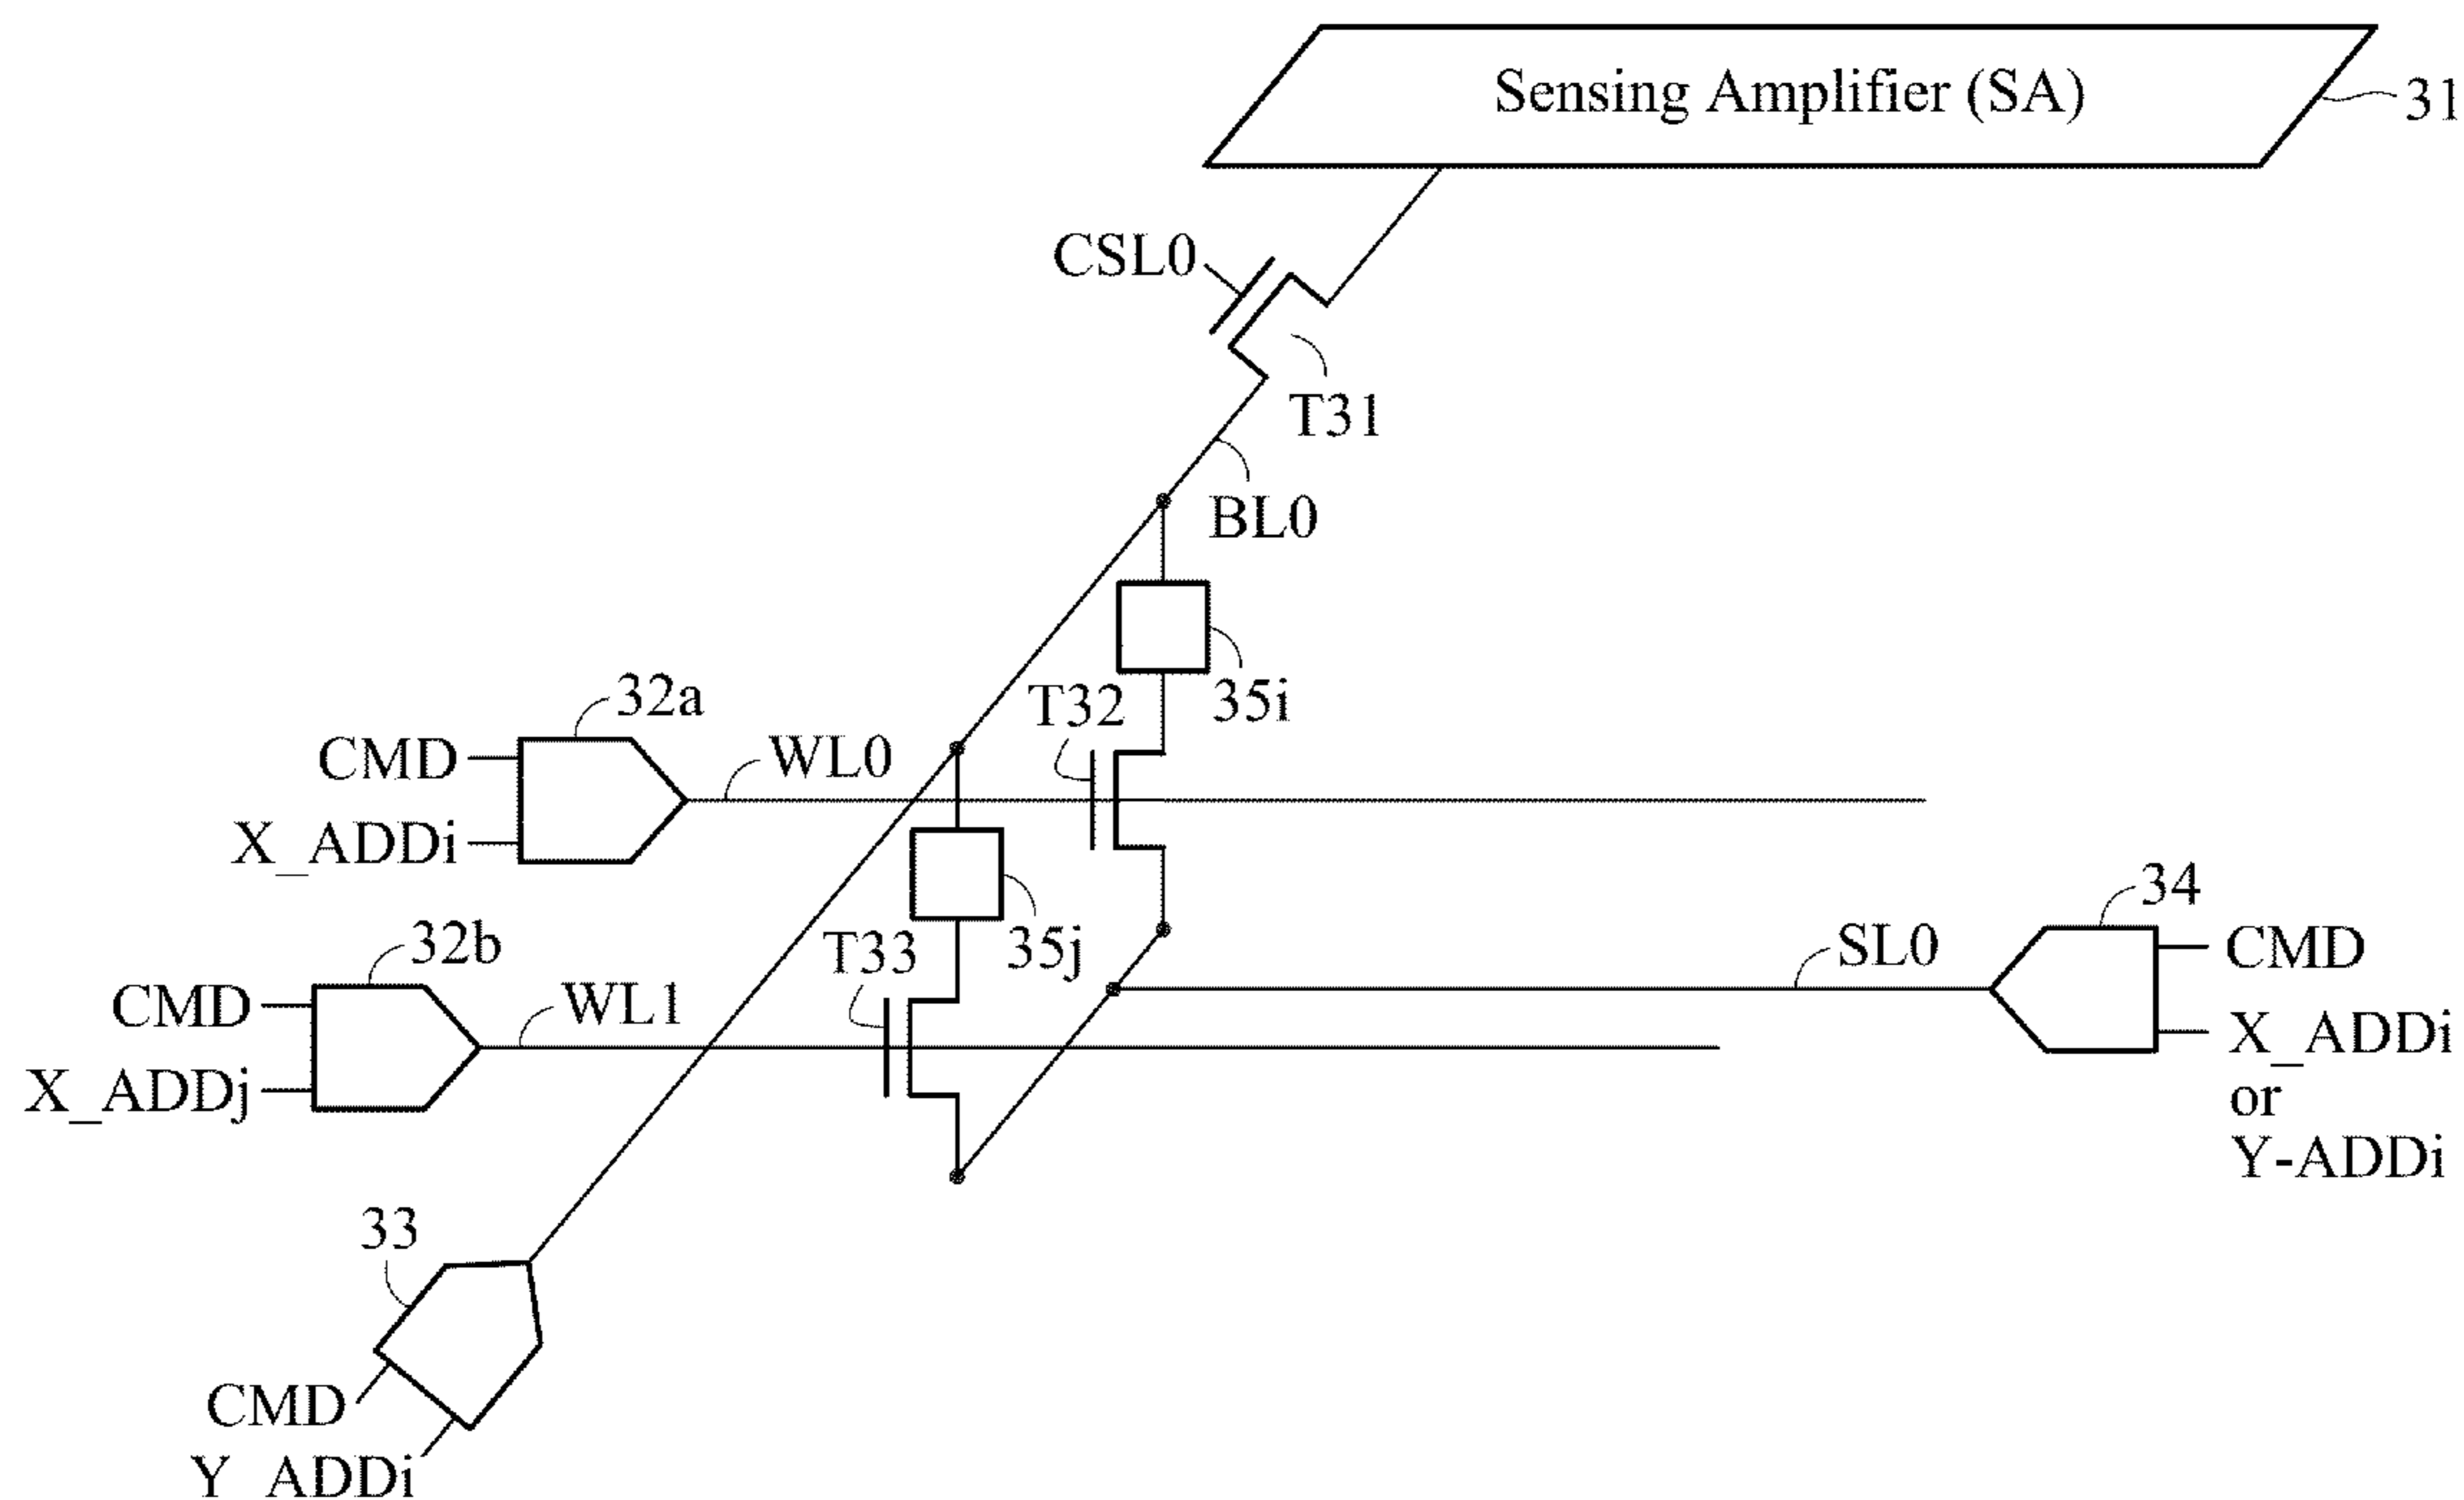 Sensing Amplifier (SA)
31
CSL0
T31
BL0
35i
32a
T32
CMD
WL0
X_ADDi
34
32b
T33
35j
SL0
CMD
CMD
WL1
X_ADDi
X_ADDj
or
Y-ADDi
33
CMD
Y_ADDi